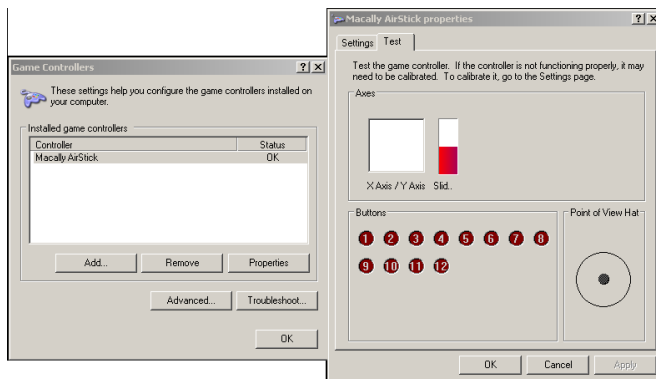 Game Controllers
These settings help you configure the game controllers installed on
your computer.
Installed game controllers
Controller Status
Macally AirStick OK
Add... Remove Properties
Advanced... Troubleshoot...
OK
Macally AirStick properties
Settings Test
Test the game controller. If the controller is not functioning properly, it may
need to be calibrated. To calibrate it, go to the Settings page.
Axes
X Axis / Y Axis Slid..
Buttons
1 2 3 4 5 6 7 8
9 10 11 12
Point of View Hat
OK Cancel Apply